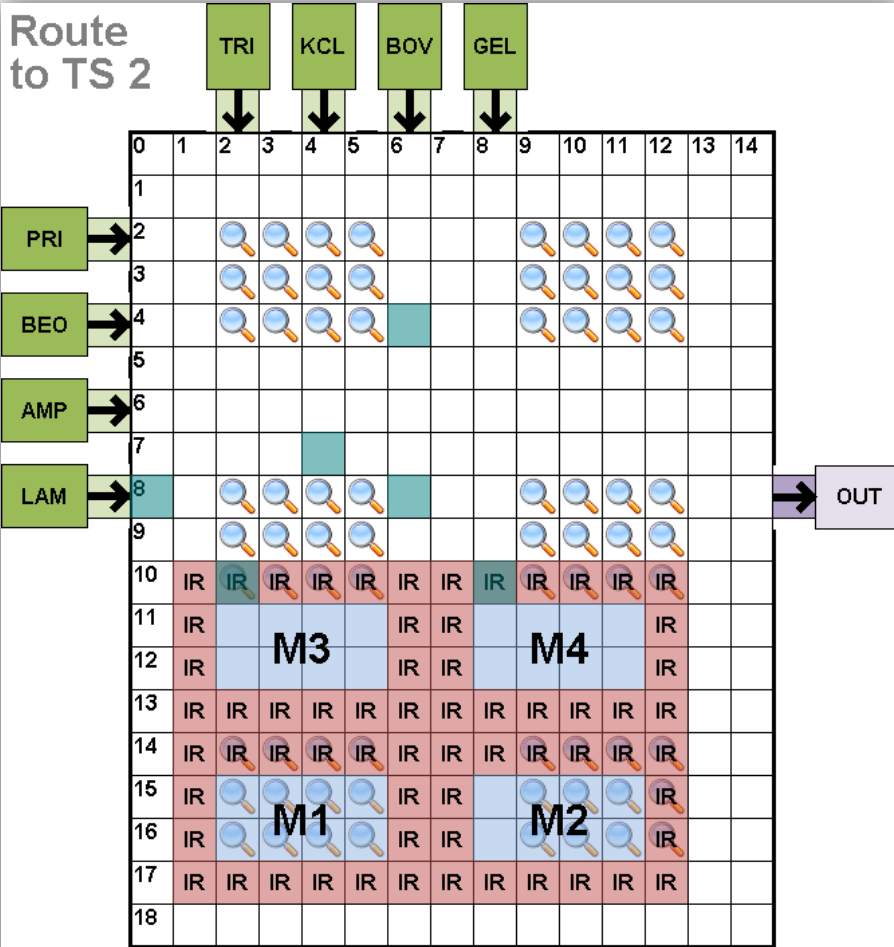 Route
to TS 2
TRI KCL BOV GEL
0 1 2 3 4 5 6 7 8 9 10 11 12 13 14
1
PRI 2
3
BEO 4
5
AMP 6
7
LAM 8 OUT
9
10 IR IR IR IR IR IR IR IR IR IR IR IR
11 IR IR IR IR
M3 M4
12 IR IR IR IR
13 IR IR IR IR IR IR IR IR IR IR IR IR
14 IR IR IR IR IR IR IR IR IR IR IR IR
15 IR IR IR IR
M1 M2
16 IR IR IR IR
17 IR IR IR IR IR IR IR IR IR IR IR IR
18